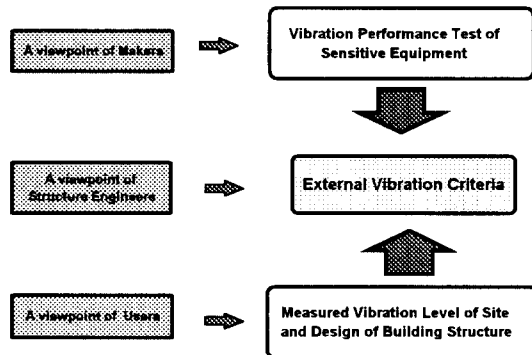 A viewpoint of Makers
Vibration Performance Test of
Sensitive Equipment
A viewpoint of
Structure Engineers
External Vibration Criteria
A viewpoint of Users
Measured Vibration Level of Site
and Design of Building Structure